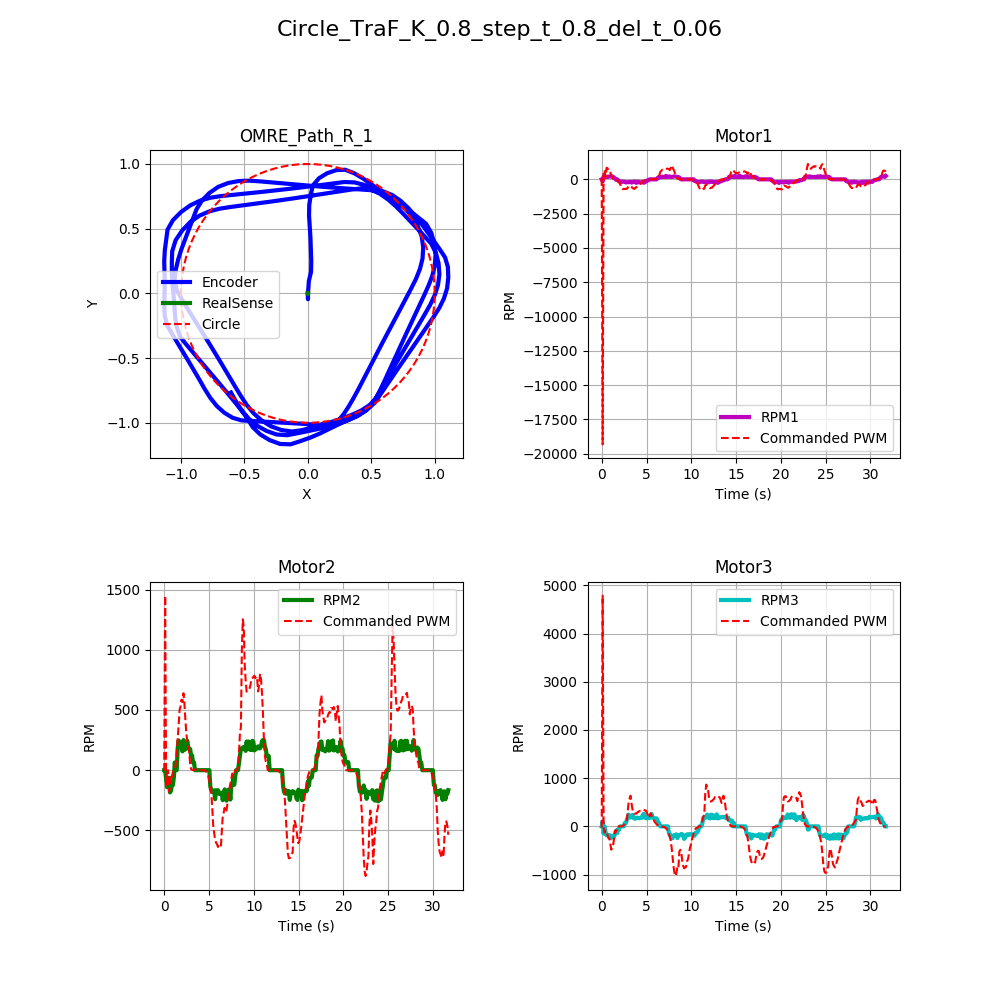 Circle_TraF_K_0.8_step_t_0.8_del_t_0.06
OMRE_Path_R_1
1.0
0.5
0.0
−0.5
−1.0
Y
Encoder
RealSense
Circle
−1.0 −0.5 0.0 0.5 1.0
X
Motor1
0
−2500
−5000
−7500
−10000
−12500
−15000
−17500
−20000
RPM
RPM1
Commanded PWM
0 5 10 15 20 25 30
Time (s)
Motor2
1500
1000
500
0
−500
RPM
RPM2
Commanded PWM
0 5 10 15 20 25 30
Time (s)
Motor3
5000
4000
3000
2000
1000
0
−1000
RPM
RPM3
Commanded PWM
0 5 10 15 20 25 30
Time (s)